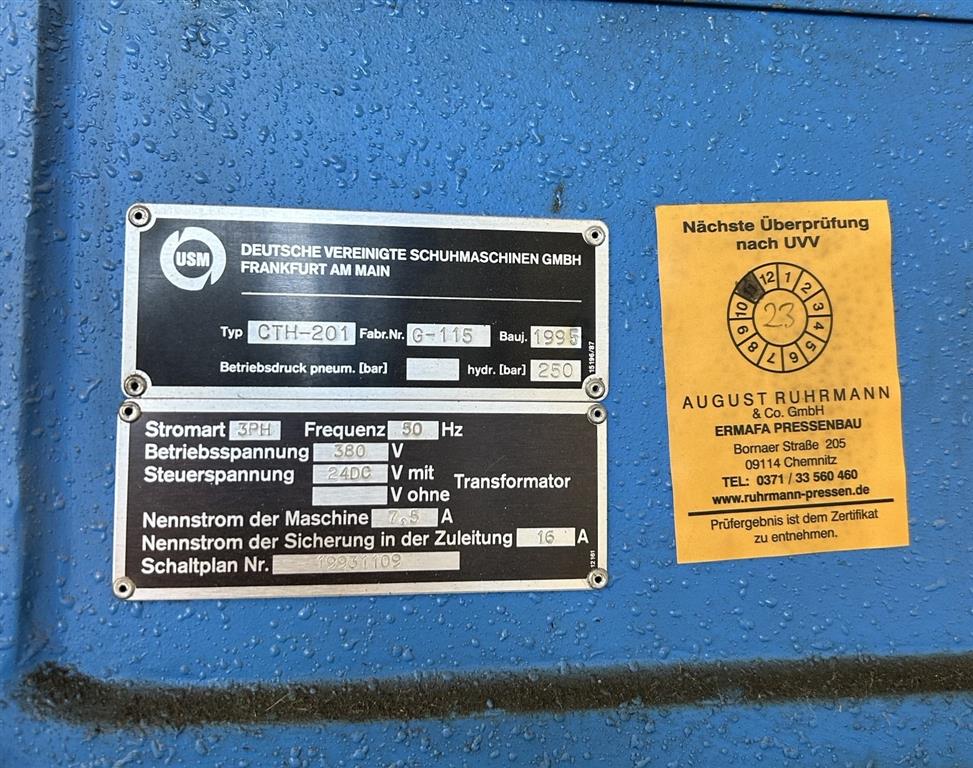 USM
DEUTSCHE VEREINIGTE SCHUHMASCHINEN GMBH
FRANKFURT AM MAIN
Typ CTH-201 Fabr.Nr. G-115 Bauj. 1995
Betriebsdruck pneum. [bar] hydr. [bar] 250
15196/87
Stromart 3PH Frequenz 50 Hz
Betriebsspannung 380 V
Steuerspannung 24DC V mit
Transformator
V ohne
Nennstrom der Maschine 7,5 A
Nennstrom der Sicherung in der Zuleitung 16 A
Schaltplan Nr. 19931109
12161
Nächste Überprüfung
nach UVV
12 1 2 3 4 5 6 7 8 9 10
23
AUGUST RUHRMANN
& Co. GmbH
ERMAFA PRESSENBAU
Bornaer Straße 205
09114 Chemnitz
TEL: 0371 / 33 560 460
www.ruhrmann-pressen.de
Prüfergebnis ist dem Zertifikat
zu entnehmen.